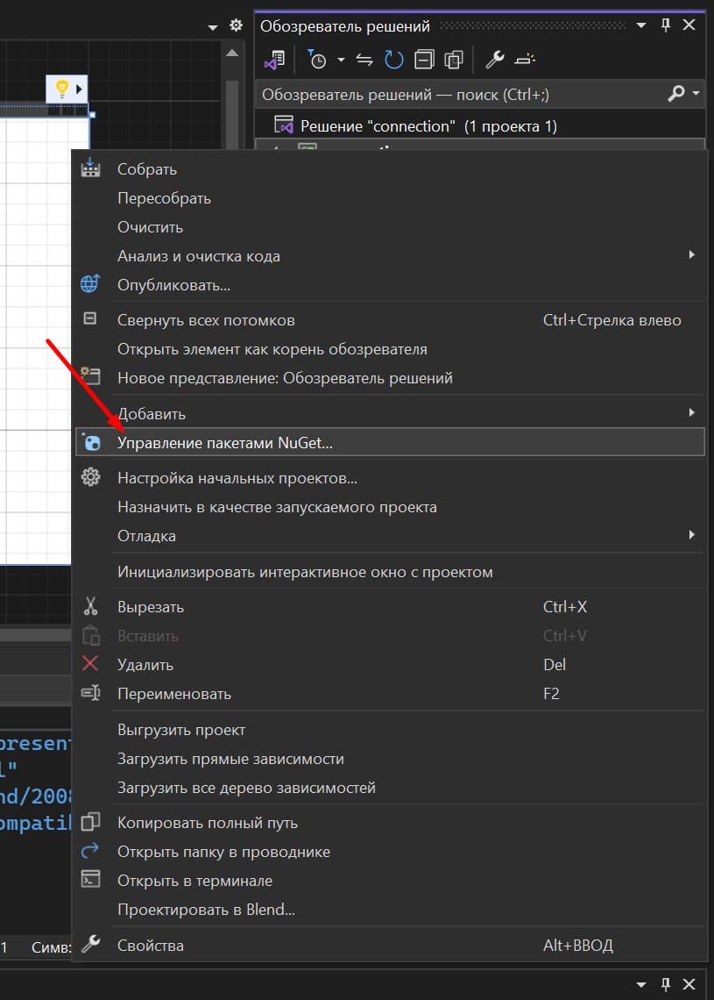 Обозреватель решений
Обозреватель решений — поиск (Ctrl+;)
Решение "connection" (1 проекта 1)
Собрать
Пересобрать
Очистить
Анализ и очистка кода
Опубликовать...
Свернуть всех потомков Ctrl+Стрелка влево
Открыть элемент как корень обозревателя
Новое представление: Обозреватель решений
Добавить
Управление пакетами NuGet...
Настройка начальных проектов...
Назначить в качестве запускаемого проекта
Отладка
Инициализировать интерактивное окно с проектом
Вырезать Ctrl+X
Вставить Ctrl+V
Удалить Del
Переименовать F2
Выгрузить проект
present
Загрузить прямые зависимости
l"
Загрузить все дерево зависимостей
nd/2008
Копировать полный путь
ompatib
Открыть папку в проводнике
Открыть в терминале
Проектировать в Blend...
1 Симв:
Свойства Alt+ВВОД